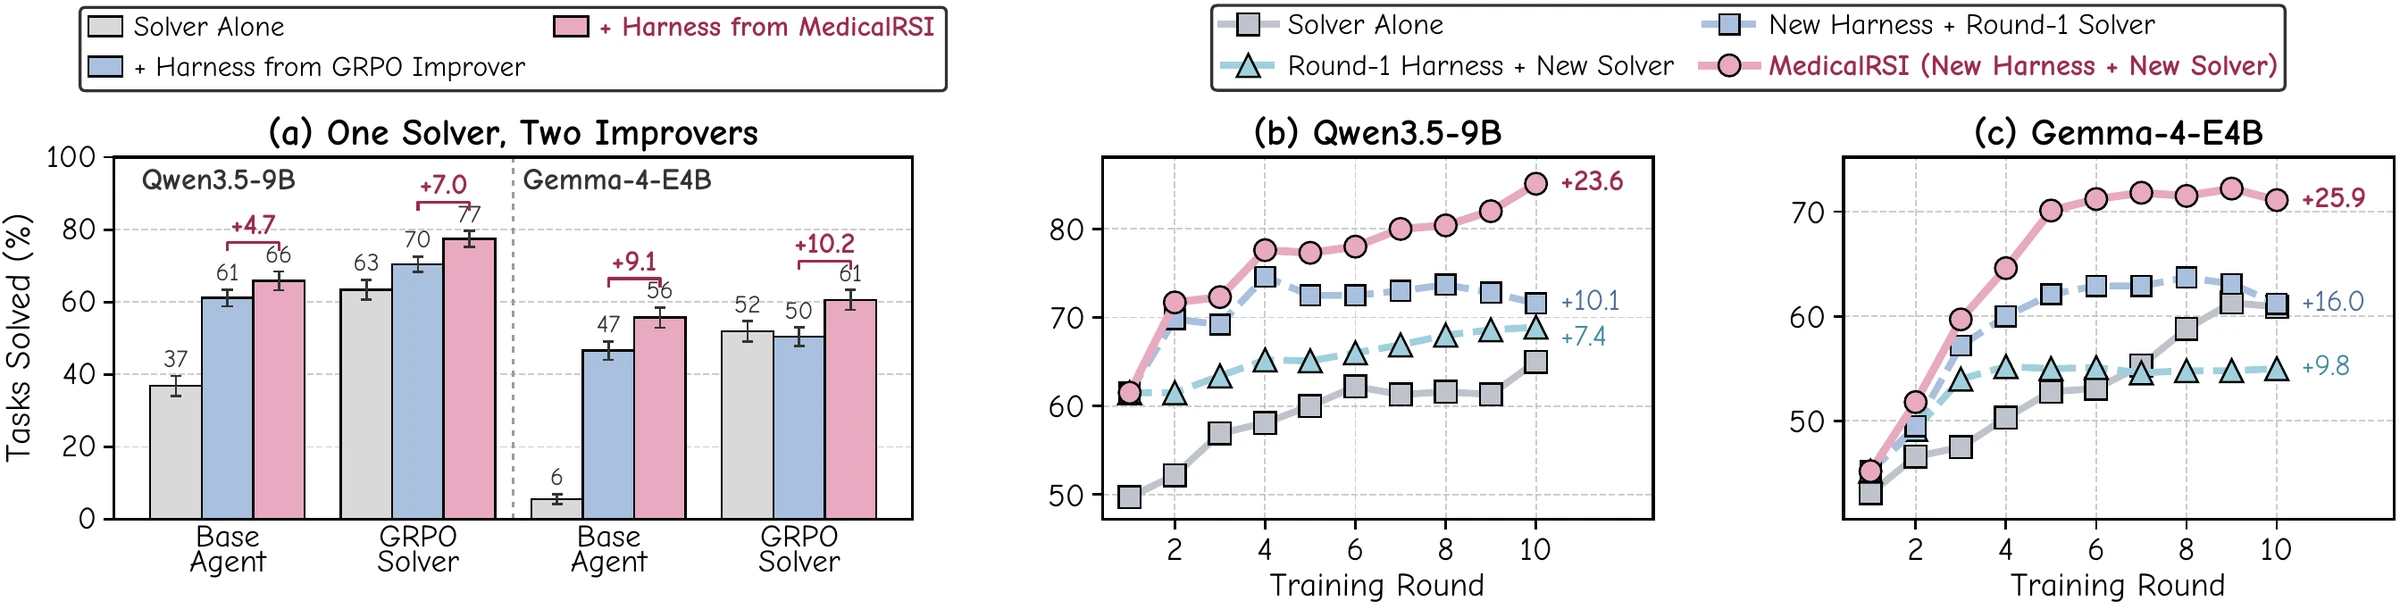 Solver Alone
+ Harness from MedicalRSI
+ Harness from GRPO Improver
(a) One Solver, Two Improvers
Tasks Solved (%)
100
80
60
40
20
0
Qwen3.5-9B
Gemma-4-E4B
37
61
66
+4.7
63
70
77
+7.0
6
47
56
+9.1
52
50
61
+10.2
Base
Agent
GRPO
Solver
Base
Agent
GRPO
Solver
Solver Alone
New Harness + Round-1 Solver
Round-1 Harness + New Solver
MedicalRSI (New Harness + New Solver)
(b) Qwen3.5-9B
80
70
60
50
+23.6
+10.1
+7.4
2 4 6 8 10
Training Round
(c) Gemma-4-E4B
70
60
50
+25.9
+16.0
+9.8
2 4 6 8 10
Training Round